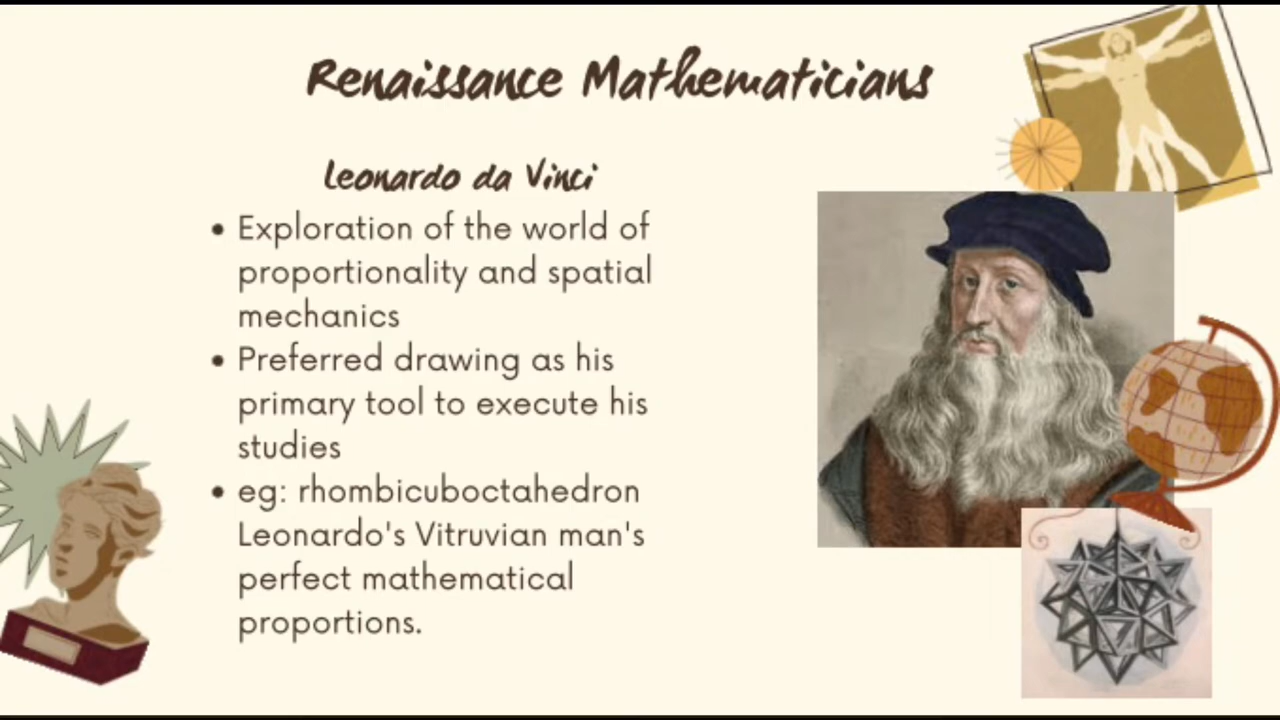 Renaissance Mathematicians
Leonardo da Vinci
• Exploration of the world of
proportionality and spatial
mechanics
• Preferred drawing as his
primary tool to execute his
studies
• eg: rhombicuboctahedron
Leonardo's Vitruvian man's
perfect mathematical
proportions.